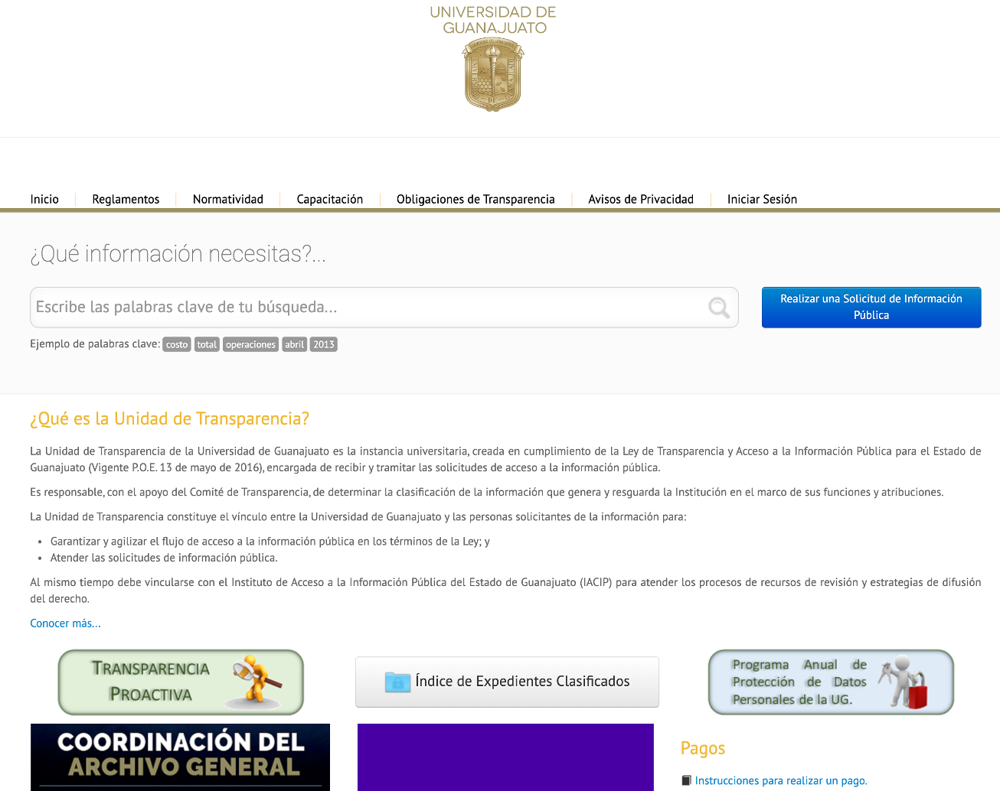 UNIVERSIDAD DE
GUANAJUATO
Inicio
Reglamentos
Normatividad
Capacitación
Obligaciones de Transparencia
Avisos de Privacidad
Iniciar Sesión
¿Qué información necesitas?...
Escribe las palabras clave de tu búsqueda...
Realizar una Solicitud de Información
Pública
Ejemplo de palabras clave: costo total operaciones abril 2013
¿Qué es la Unidad de Transparencia?
La Unidad de Transparencia de la Universidad de Guanajuato es la instancia universitaria, creada en cumplimiento de la Ley de Transparencia y Acceso a la Información Pública para el Estado de
Guanajuato (Vigente P.O.E. 13 de mayo de 2016), encargada de recibir y tramitar las solicitudes de acceso a la información pública.
Es responsable, con el apoyo del Comité de Transparencia, de determinar la clasificación de la información que genera y resguarda la Institución en el marco de sus funciones y atribuciones.
La Unidad de Transparencia constituye el vínculo entre la Universidad de Guanajuato y las personas solicitantes de la información para:
• Garantizar y agilizar el flujo de acceso a la información pública en los términos de la Ley; y
• Atender las solicitudes de información pública.
Al mismo tiempo debe vincularse con el Instituto de Acceso a la Información Pública del Estado de Guanajuato (IACIP) para atender los procesos de recursos de revisión y estrategias de difusión
del derecho.
Conocer más...
TRANSPARENCIA
PROACTIVA
Índice de Expedientes Clasificados
Programa Anual de
Protección de Datos
Personales de la UG.
COORDINACIÓN DEL
ARCHIVO GENERAL
Pagos
Instrucciones para realizar un pago.